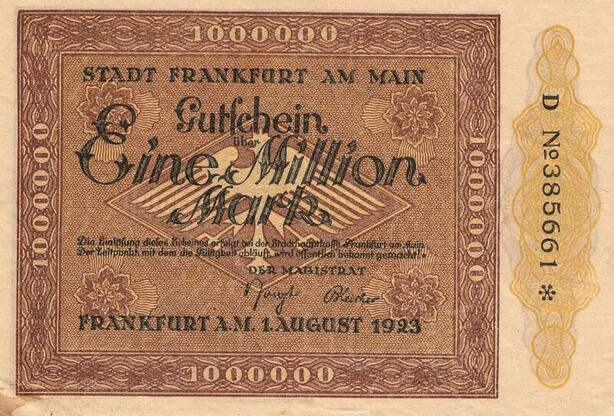 1000000
STADT FRANKFURT AM MAIN
Gutschein
über
Eine Million
Mark
Die Einlösung dieses Scheines erfolgt bei der Stadthauptkasse Frankfurt am Main.
Der Zeitpunkt, mit dem die Gültigkeit abläuft, wird öffentlich bekannt gemacht!
DER MAGISTRAT
FRANKFURT A.M. 1. AUGUST 1923
1000000
1000000
1000000
D No 385661 *